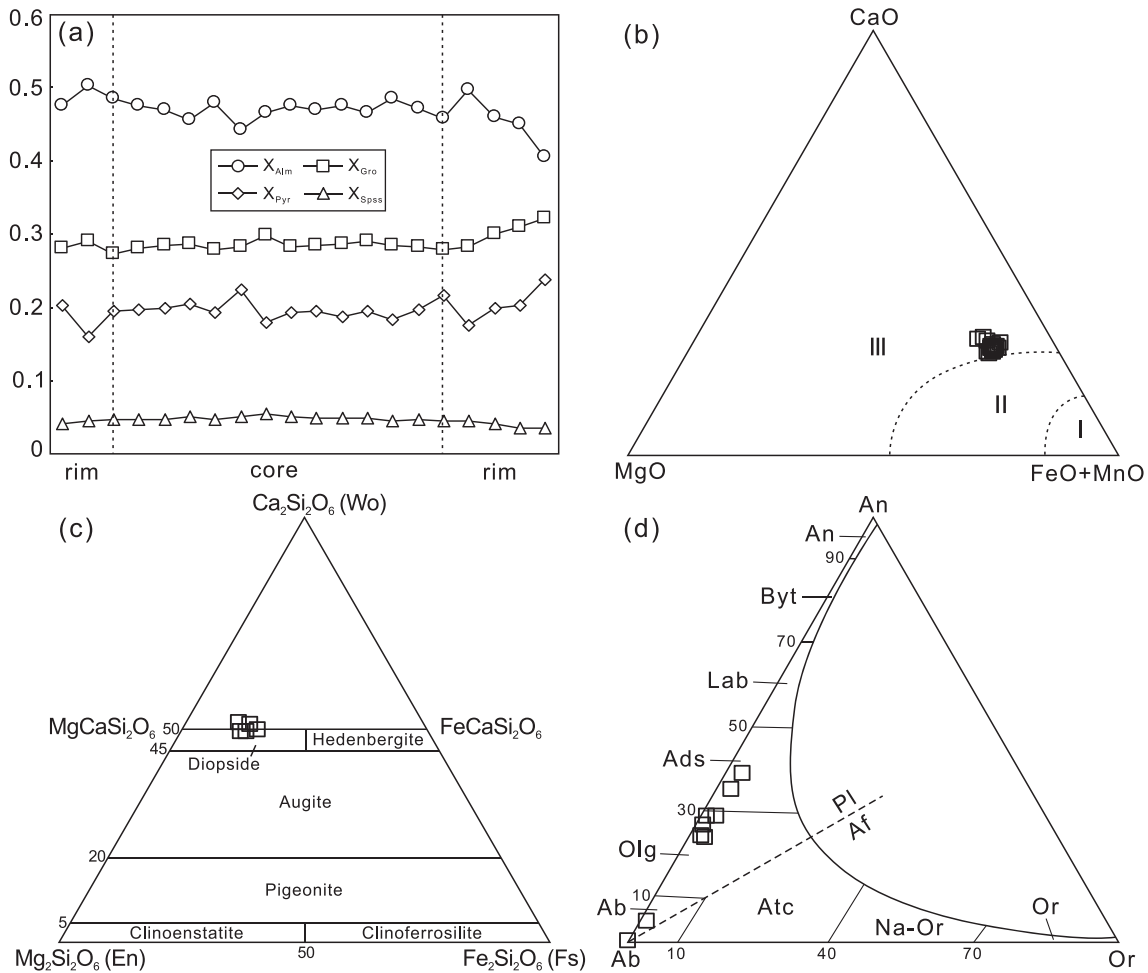 (a)
0.6
0.5
0.4
0.3
0.2
0.1
0
X_Alm X_Gro
X_Pyr X_Spss
rim core rim
(b)
CaO
III
II
I
MgO FeO+MnO
(c)
Ca₂Si₂O₆ (Wo)
MgCaSi₂O₆ 50 FeCaSi₂O₆
45
Diopside Hedenbergite
Augite
20
Pigeonite
5
Clinoenstatite Clinoferrosilite
Mg₂Si₂O₆ (En) 50 Fe₂Si₂O₆ (Fs)
(d)
An
An
90
Byt
70
Lab
50
Ads
30
Pl
Af
Olg
10
Ab Atc Na-Or Or
Ab 10 40 70 Or